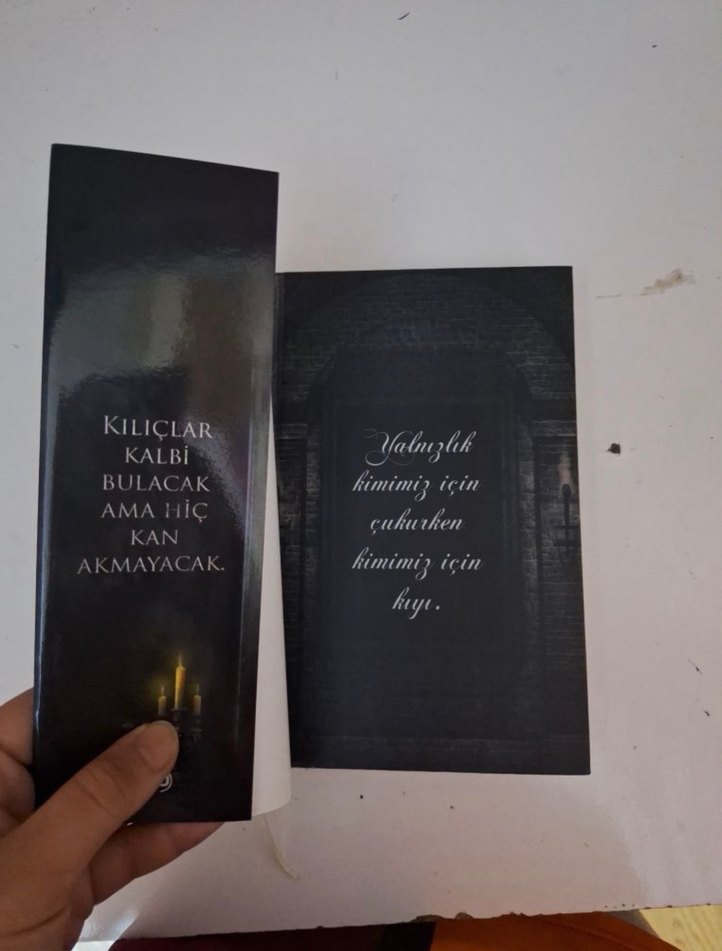 KILIÇLAR
KALBİ
BULACAK
AMA HİÇ
KAN
AKMAYACAK.
Yalnızlık
kimimiz için
çukurken
kimimiz için
kıyı.